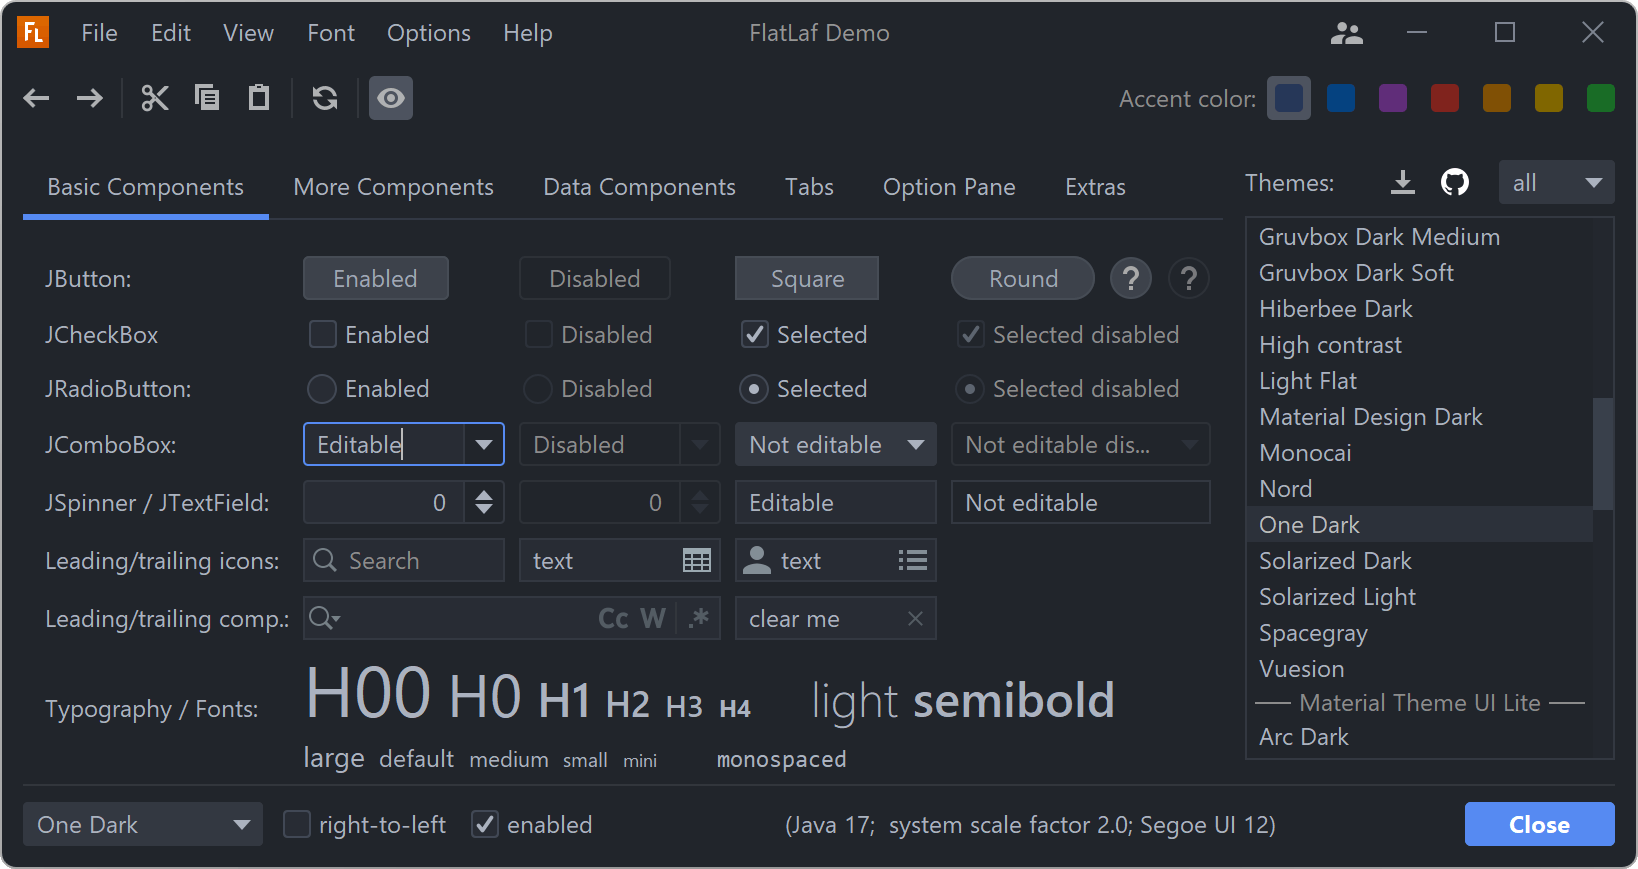 FL File Edit View Font Options Help FlatLaf Demo
Accent color:
Basic Components More Components Data Components Tabs Option Pane Extras
Themes: all
JButton: Enabled Disabled Square Round ? ?
JCheckBox Enabled Disabled Selected Selected disabled
JRadioButton: Enabled Disabled Selected Selected disabled
JComboBox: Editable Disabled Not editable Not editable dis...
JSpinner / JTextField: 0 0 Editable Not editable
Leading/trailing icons: Search text text
Leading/trailing comp.: Cc W .* clear me
Typography / Fonts: H00 H0 H1 H2 H3 H4 light semibold
large default medium small mini monospaced
Gruvbox Dark Medium
Gruvbox Dark Soft
Hiberbee Dark
High contrast
Light Flat
Material Design Dark
Monocai
Nord
One Dark
Solarized Dark
Solarized Light
Spacegray
Vuesion
Material Theme UI Lite
Arc Dark
One Dark right-to-left enabled (Java 17; system scale factor 2.0; Segoe UI 12) Close